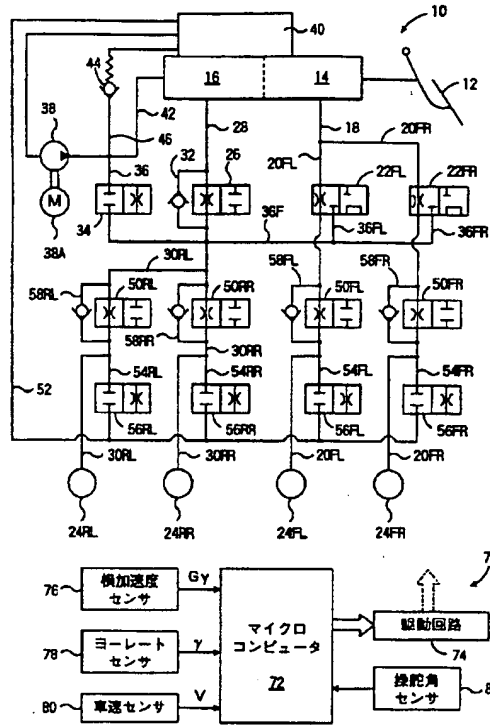 40
10
44
16
14
12
38
42
46
28
18
20FR
36
32
26
20FL
22FL
22FR
M
34
36F
36FL
36FR
38A
30RL
58FL
58FR
58RL
50RL
50RR
50FL
50FR
58RR
30RR
52
54RL
54RR
54FL
54FR
56RL
56RR
56FL
56FR
30RL
30RR
20FL
20FR
24RL
24RR
24FL
24FR
76
横加速度
センサ
Gy
マイクロ
コンピュータ
72
駆動回路
74
78
ヨーレート
センサ
γ
80
車速センサ
V
操舵角
センサ